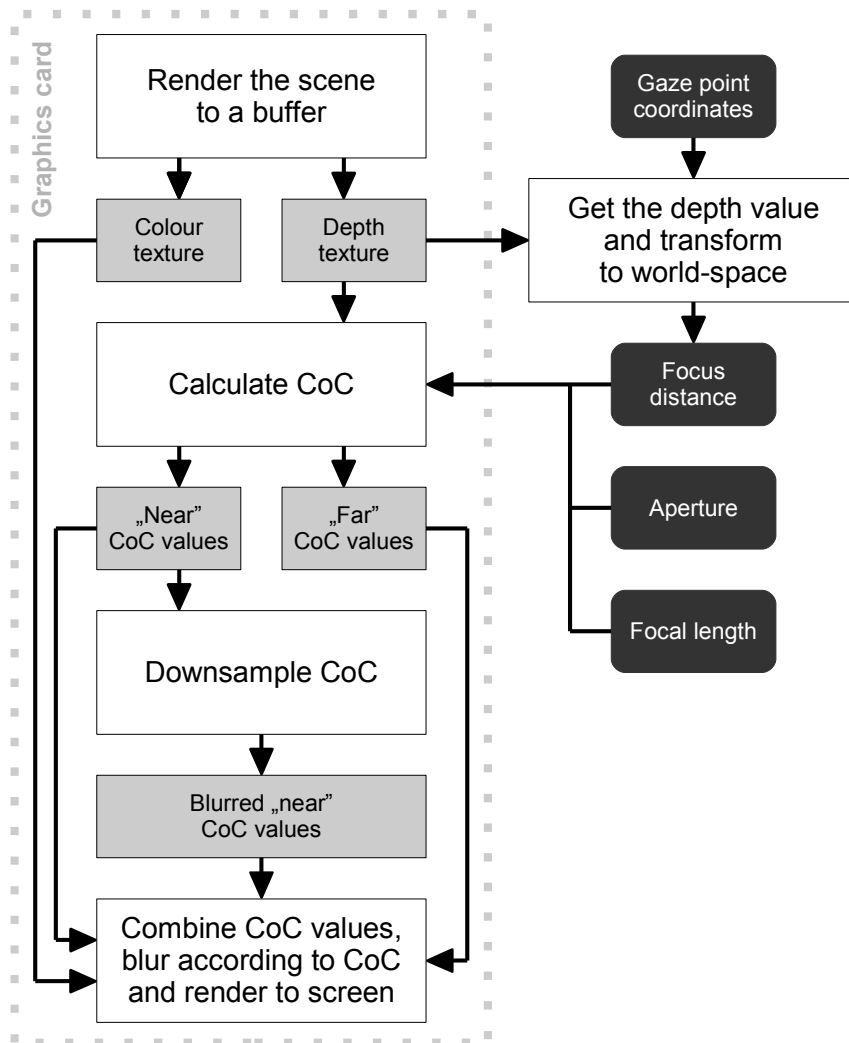 Graphics card
Render the scene
to a buffer
Gaze point
coordinates
Colour
texture
Depth
texture
Get the depth value
and transform
to world-space
Calculate CoC
Focus
distance
„Near”
CoC values
„Far”
CoC values
Aperture
Downsample CoC
Focal length
Blurred „near”
CoC values
Combine CoC values,
blur according to CoC
and render to screen